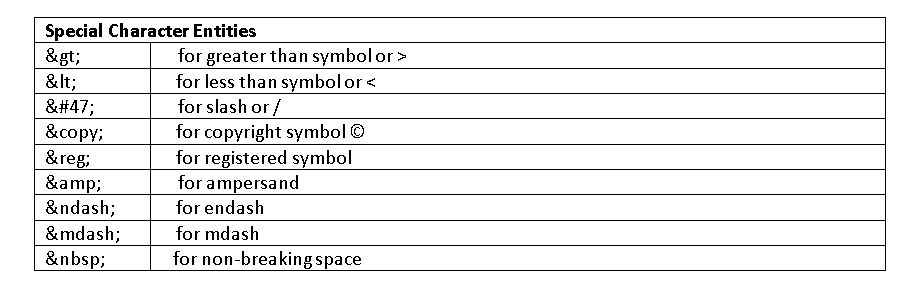 Special Character Entities
&gt; for greater than symbol or >
&lt; for less than symbol or <
&#47; for slash or /
&copy; for copyright symbol ©
&reg; for registered symbol
&amp; for ampersand
&ndash; for endash
&mdash; for mdash
&nbsp; for non-breaking space